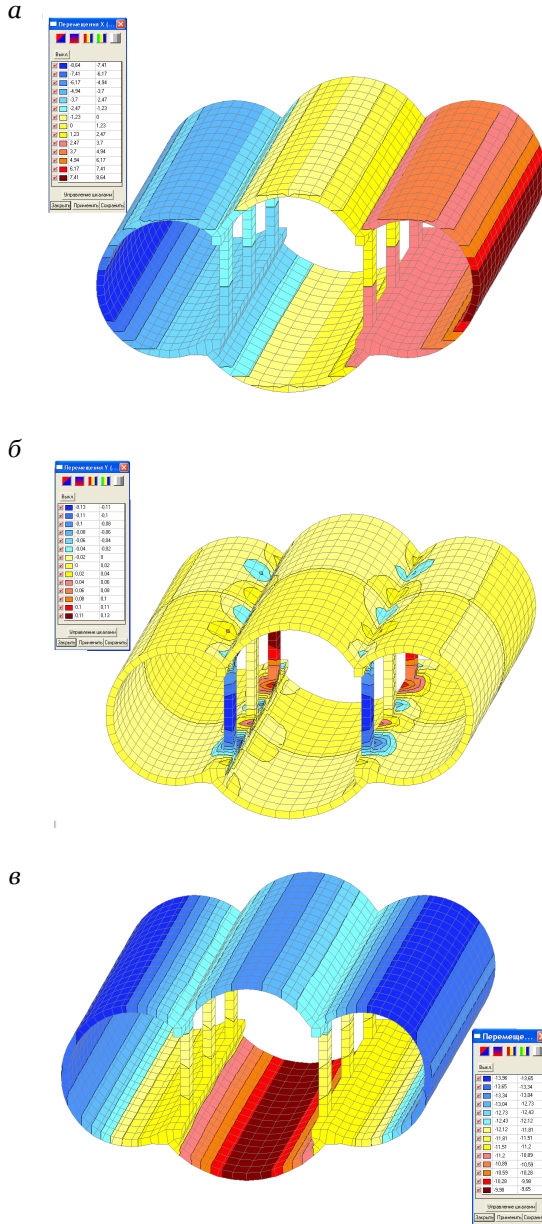 а
Перемещения X (...
Выкл
-8,64 -7,41
-7,41 -6,17
-6,17 -4,94
-4,94 -3,7
-3,7 -2,47
-2,47 -1,23
-1,23 0
0 1,23
1,23 2,47
2,47 3,7
3,7 4,94
4,94 6,17
6,17 7,41
7,41 8,64
Управление шкалами
Закрыть Применить Сохранить
б
Перемещения Y (...
Выкл
-0,13 -0,11
-0,11 -0,1
-0,1 -0,08
-0,08 -0,06
-0,06 -0,04
-0,04 -0,02
-0,02 0
0 0,02
0,02 0,04
0,04 0,06
0,06 0,08
0,08 0,1
0,1 0,11
0,11 0,13
Управление шкалами
Закрыть Применить Сохранить
в
Перемеще...
Выкл
-13,96 -13,65
-13,65 -13,34
-13,34 -13,04
-13,04 -12,73
-12,73 -12,43
-12,43 -12,12
-12,12 -11,81
-11,81 -11,51
-11,51 -11,2
-11,2 -10,89
-10,89 -10,59
-10,59 -10,28
-10,28 -9,98
-9,98 -9,65
Управление шкалами
Закрыть Применить Сохранить